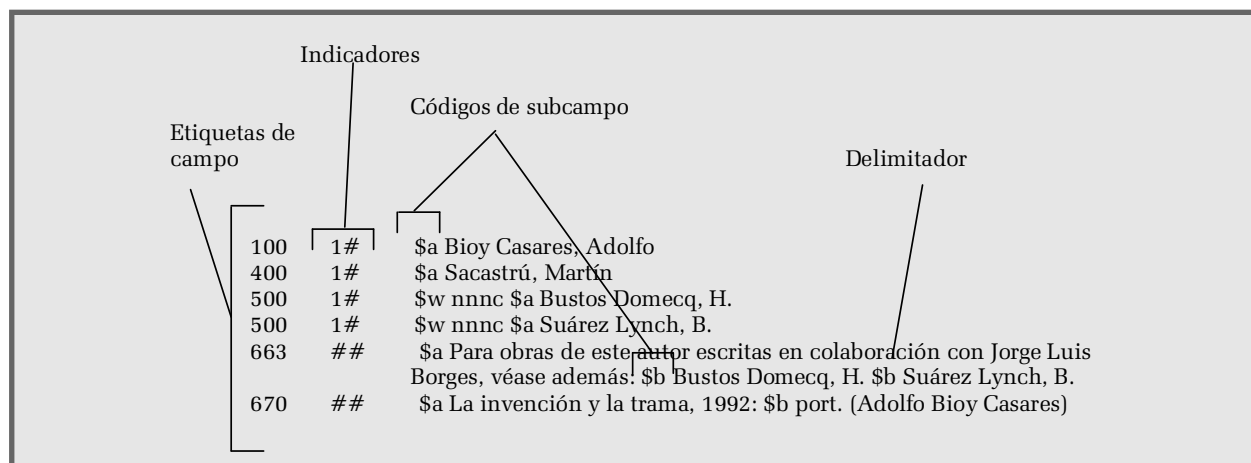 Indicadores
Códigos de subcampo
Etiquetas de
campo
Delimitador
100 1# $a Bioy Casares, Adolfo
400 1# $a Sacastrú, Martín
500 1# $w nnnc $a Bustos Domecq, H.
500 1# $w nnnc $a Suárez Lynch, B.
663 ## $a Para obras de este autor escritas en colaboración con Jorge Luis
Borges, véase además: $b Bustos Domecq, H. $b Suárez Lynch, B.
670 ## $a La invención y la trama, 1992: $b port. (Adolfo Bioy Casares)